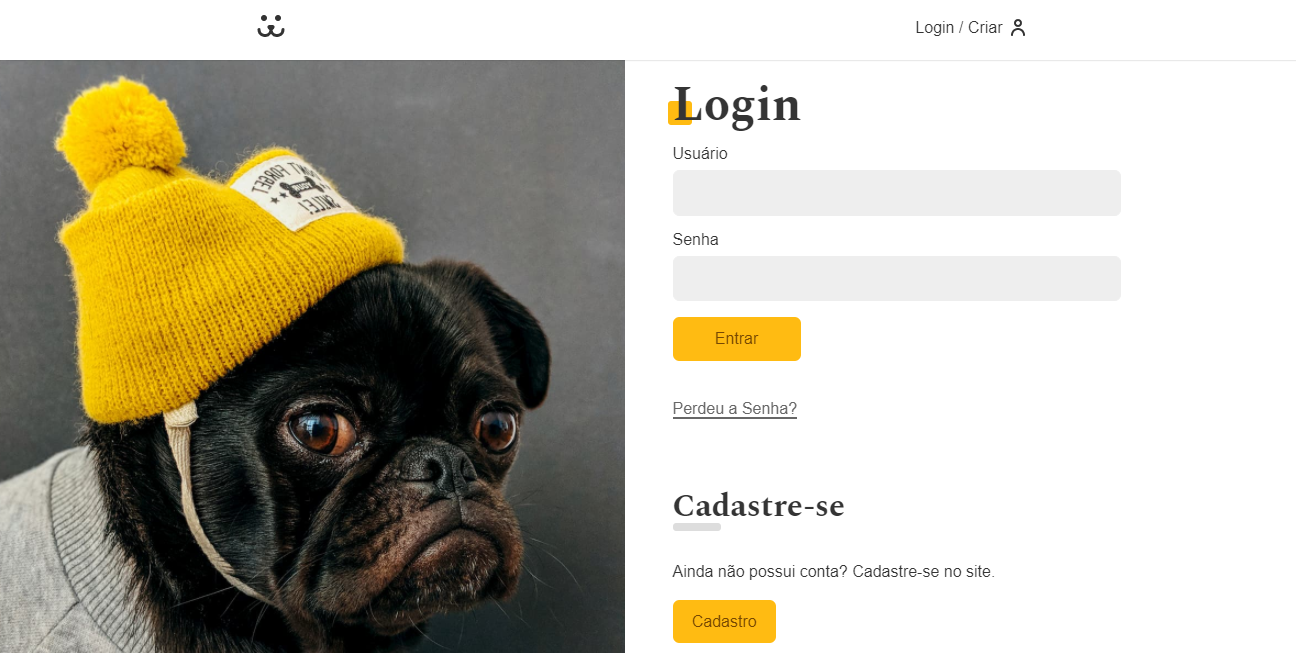 Login / Criar
Login
Usuário
Senha
Entrar
Perdeu a Senha?
Cadastre-se
Ainda não possui conta? Cadastre-se no site.
Cadastro